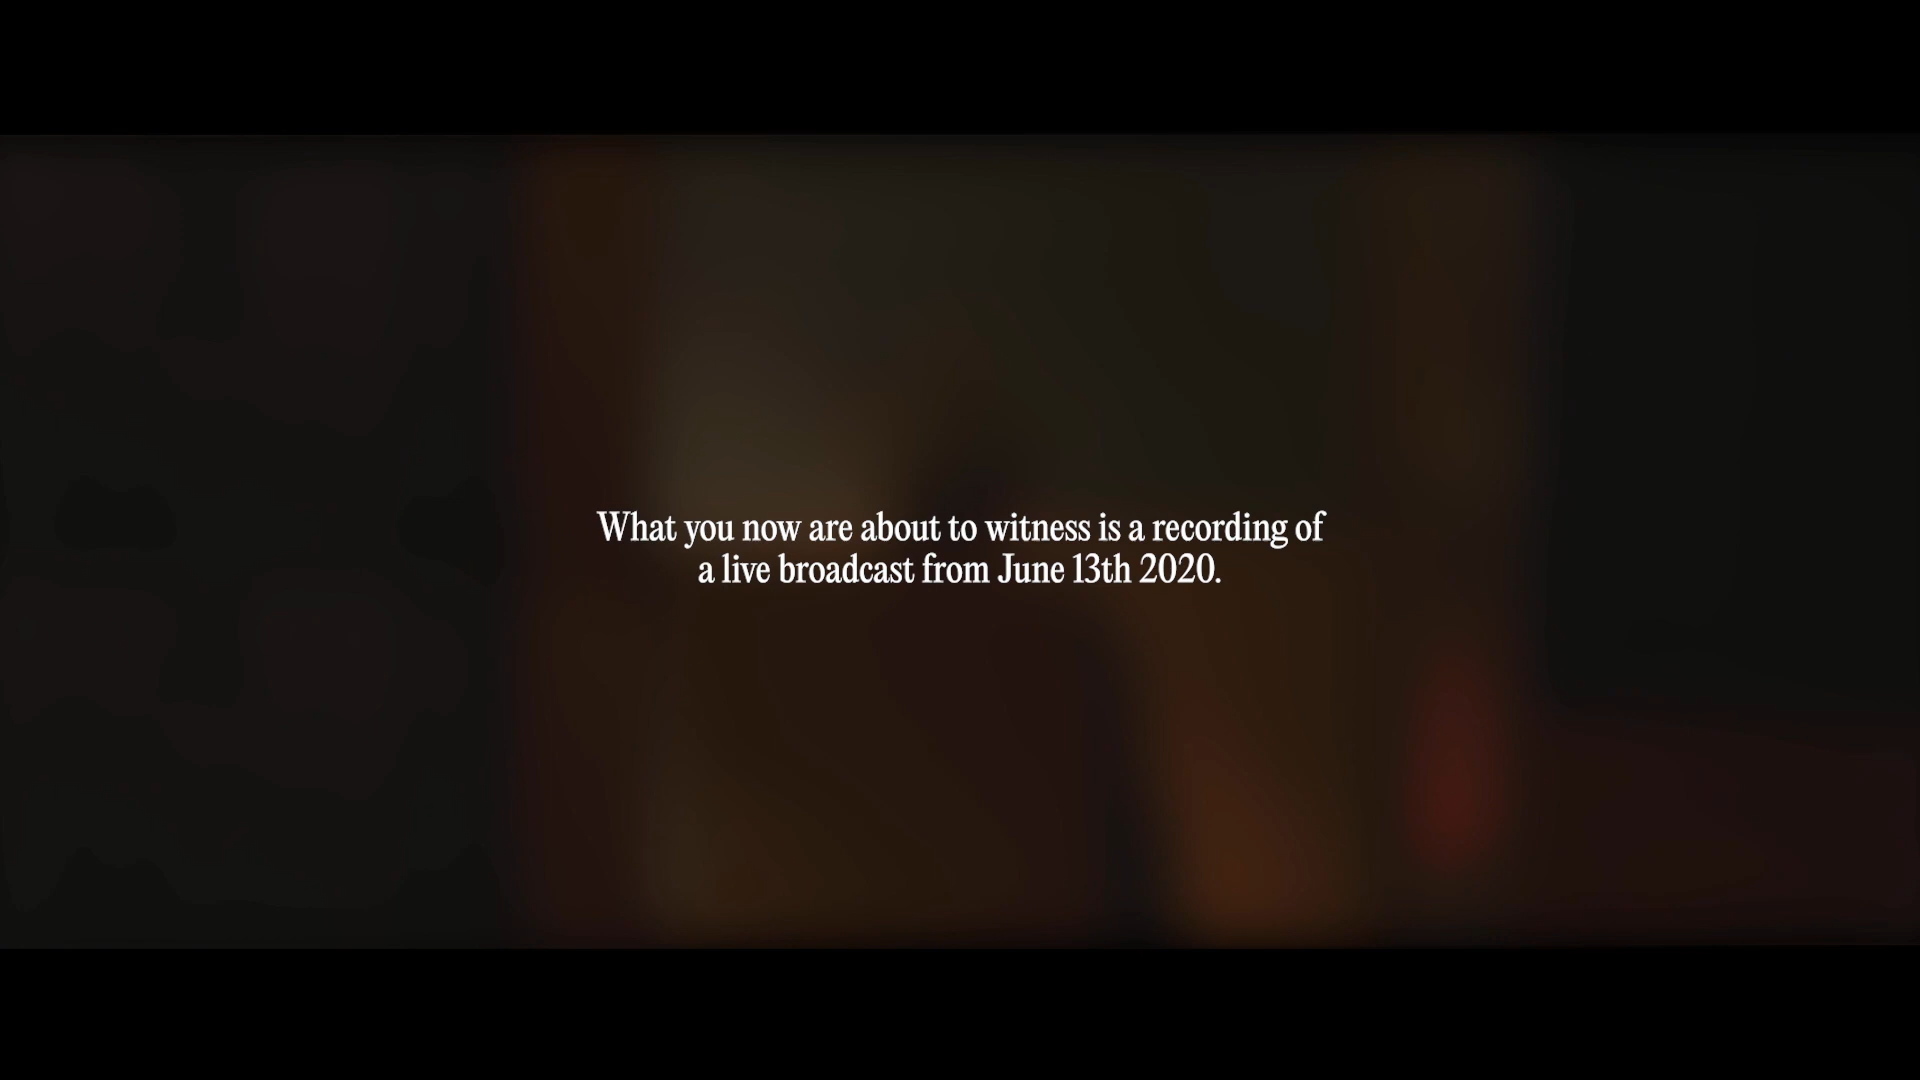 What you now are about to witness is a recording of
a live broadcast from June 13th 2020.